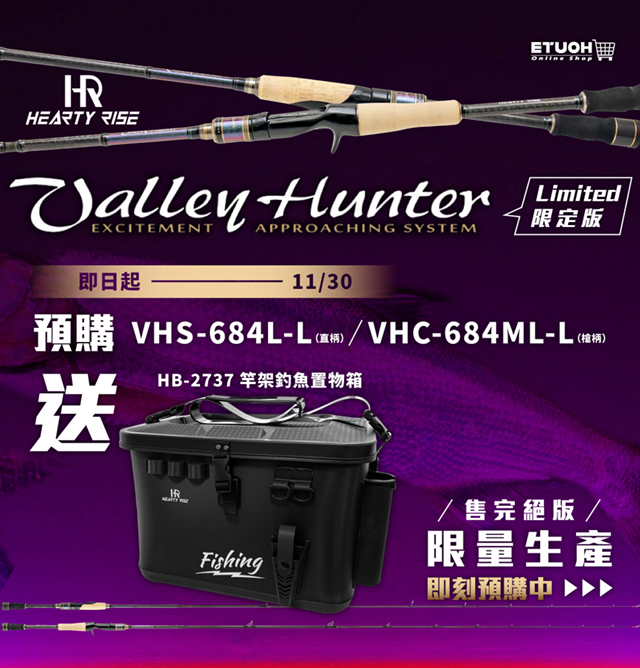 ETUOH
Online Shop
HR
HEARTY RISE
Valley Hunter
EXCITEMENT APPROACHING SYSTEM
Limited
限定版
即日起 11/30
預購 VHS-684L-L(直柄)/VHC-684ML-L(槍柄)
送
HB-2737 竿架釣魚置物箱
HR
HEARTY RISE
Fishing
/ 售完絕版 /
限量生產
即刻預購中